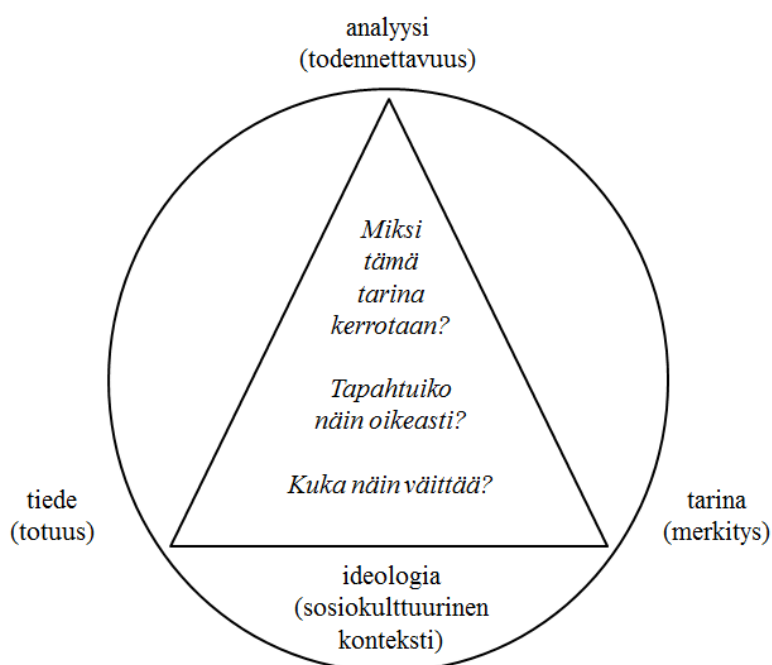 analyysi
(todennettavuus)
Miksi
tämä
tarina
kerrotaan?
Tapahtuiko
näin oikeasti?
Kuka näin väittää?
tiede
(totuus)
tarina
(merkitys)
ideologia
(sosiokulttuurinen
konteksti)